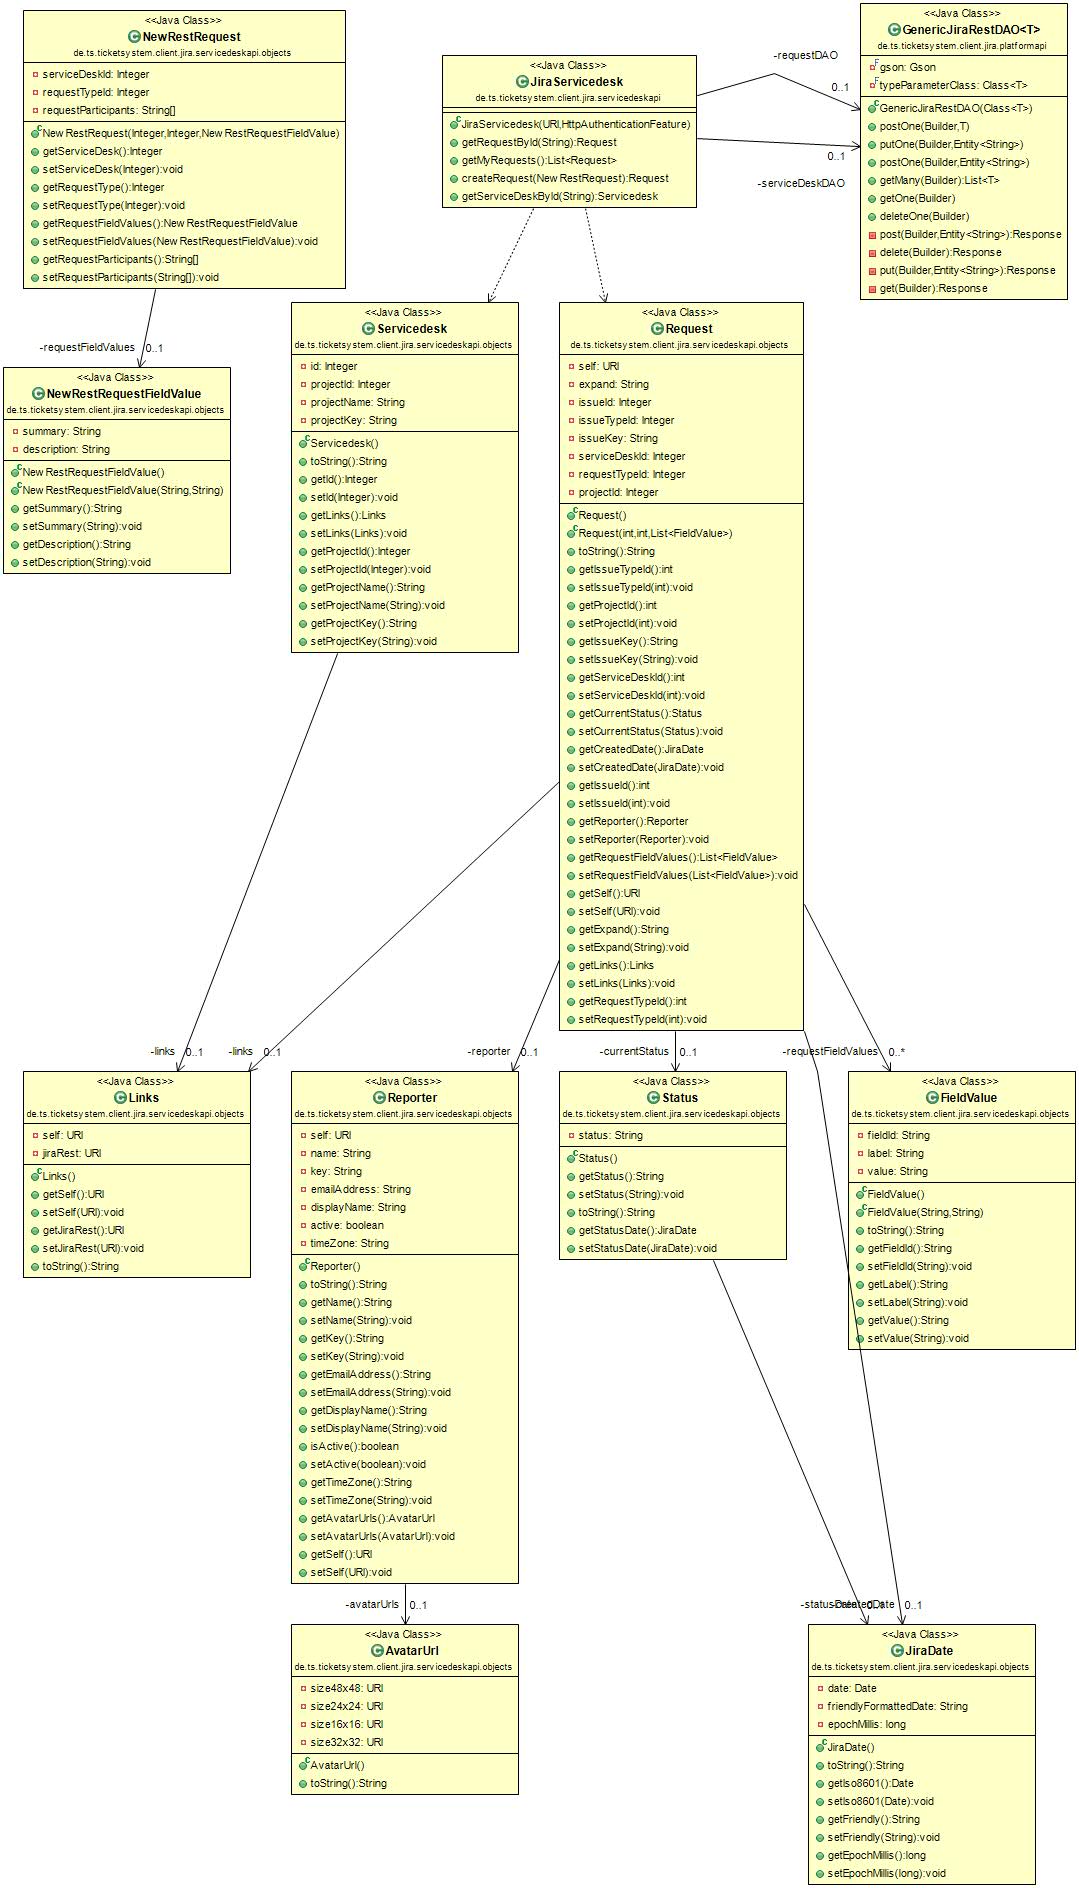 <<Java Class>>
NewRestRequest
de.ts.ticketsystem.client.jira.servicedeskapi.objects
serviceDeskId: Integer
requestTypeId: Integer
requestParticipants: String[]
NewRestRequest(Integer,Integer,NewRestRequestFieldValue)
getServiceDesk():Integer
setServiceDesk(Integer):void
getRequestType():Integer
setRequestType(Integer):void
getRequestFieldValues():NewRestRequestFieldValue
setRequestFieldValues(NewRestRequestFieldValue):void
getRequestParticipants():String[]
setRequestParticipants(String[]):void
<<Java Class>>
JiraServicedesk
de.ts.ticketsystem.client.jira.servicedeskapi
JiraServicedesk(URI,HttpAuthenticationFeature)
getRequestById(String):Request
getMyRequests():List<Request>
createRequest(NewRestRequest):Request
getServiceDeskById(String):Servicedesk
-requestDAO
0..1
0..1
-serviceDeskDAO
<<Java Class>>
GenericJiraRestDAO<T>
de.ts.ticketsystem.client.jira.platformapi
gson: Gson
typeParameterClass: Class<T>
GenericJiraRestDAO(Class<T>)
postOne(Builder,T)
putOne(Builder,Entity<String>)
postOne(Builder,Entity<String>)
getMany(Builder):List<T>
getOne(Builder)
deleteOne(Builder)
post(Builder,Entity<String>):Response
delete(Builder):Response
put(Builder,Entity<String>):Response
get(Builder):Response
-requestFieldValues 0..1
<<Java Class>>
NewRestRequestFieldValue
de.ts.ticketsystem.client.jira.servicedeskapi.objects
summary: String
description: String
NewRestRequestFieldValue()
NewRestRequestFieldValue(String,String)
getSummary():String
setSummary(String):void
getDescription():String
setDescription(String):void
<<Java Class>>
Servicedesk
de.ts.ticketsystem.client.jira.servicedeskapi.objects
id: Integer
projectId: Integer
projectName: String
projectKey: String
Servicedesk()
toString():String
getId():Integer
setId(Integer):void
getLinks():Links
setLinks(Links):void
getProjectId():Integer
setProjectId(Integer):void
getProjectName():String
setProjectName(String):void
getProjectKey():String
setProjectKey(String):void
<<Java Class>>
Request
de.ts.ticketsystem.client.jira.servicedeskapi.objects
self: URI
expand: String
issueId: Integer
issueTypeId: Integer
issueKey: String
serviceDeskId: Integer
requestTypeId: Integer
projectId: Integer
Request()
Request(int,int,List<FieldValue>)
toString():String
getIssueTypeId():int
setIssueTypeId(int):void
getProjectId():int
setProjectId(int):void
getIssueKey():String
setIssueKey(String):void
getServiceDeskId():int
setServiceDeskId(int):void
getCurrentStatus():Status
setCurrentStatus(Status):void
getCreatedDate():JiraDate
setCreatedDate(JiraDate):void
getIssueId():int
setIssueId(int):void
getReporter():Reporter
setReporter(Reporter):void
getRequestFieldValues():List<FieldValue>
setRequestFieldValues(List<FieldValue>):void
getSelf():URI
setSelf(URI):void
getExpand():String
setExpand(String):void
getLinks():Links
setLinks(Links):void
getRequestTypeId():int
setRequestTypeId(int):void
-links 0..1
-links 0..1
-reporter 0..1
-currentStatus 0..1
-requestFieldValues 0..*
<<Java Class>>
Links
de.ts.ticketsystem.client.jira.servicedeskapi.objects
self: URI
jiraRest: URI
Links()
getSelf():URI
setSelf(URI):void
getJiraRest():URI
setJiraRest(URI):void
toString():String
<<Java Class>>
Reporter
de.ts.ticketsystem.client.jira.servicedeskapi.objects
self: URI
name: String
key: String
emailAddress: String
displayName: String
active: boolean
timeZone: String
Reporter()
toString():String
getName():String
setName(String):void
getKey():String
setKey(String):void
getEmailAddress():String
setEmailAddress(String):void
getDisplayName():String
setDisplayName(String):void
isActive():boolean
setActive(boolean):void
getTimeZone():String
setTimeZone(String):void
getAvatarUrls():AvatarUrl
setAvatarUrls(AvatarUrl):void
getSelf():URI
setSelf(URI):void
<<Java Class>>
Status
de.ts.ticketsystem.client.jira.servicedeskapi.objects
status: String
Status()
getStatus():String
setStatus(String):void
toString():String
getStatusDate():JiraDate
setStatusDate(JiraDate):void
<<Java Class>>
FieldValue
de.ts.ticketsystem.client.jira.servicedeskapi.objects
fieldId: String
label: String
value: String
FieldValue()
FieldValue(String,String)
toString():String
getFieldId():String
setFieldId(String):void
getLabel():String
setLabel(String):void
getValue():String
setValue(String):void
-avatarUrls 0..1
0..1
<<Java Class>>
AvatarUrl
de.ts.ticketsystem.client.jira.servicedeskapi.objects
size48x48: URI
size24x24: URI
size16x16: URI
size32x32: URI
AvatarUrl()
toString():String
<<Java Class>>
JiraDate
de.ts.ticketsystem.client.jira.servicedeskapi.objects
date: Date
friendlyFormattedDate: String
epochMillis: long
JiraDate()
toString():String
getIso8601():Date
setIso8601(Date):void
getFriendly():String
setFriendly(String):void
getEpochMillis():long
setEpochMillis(long):void